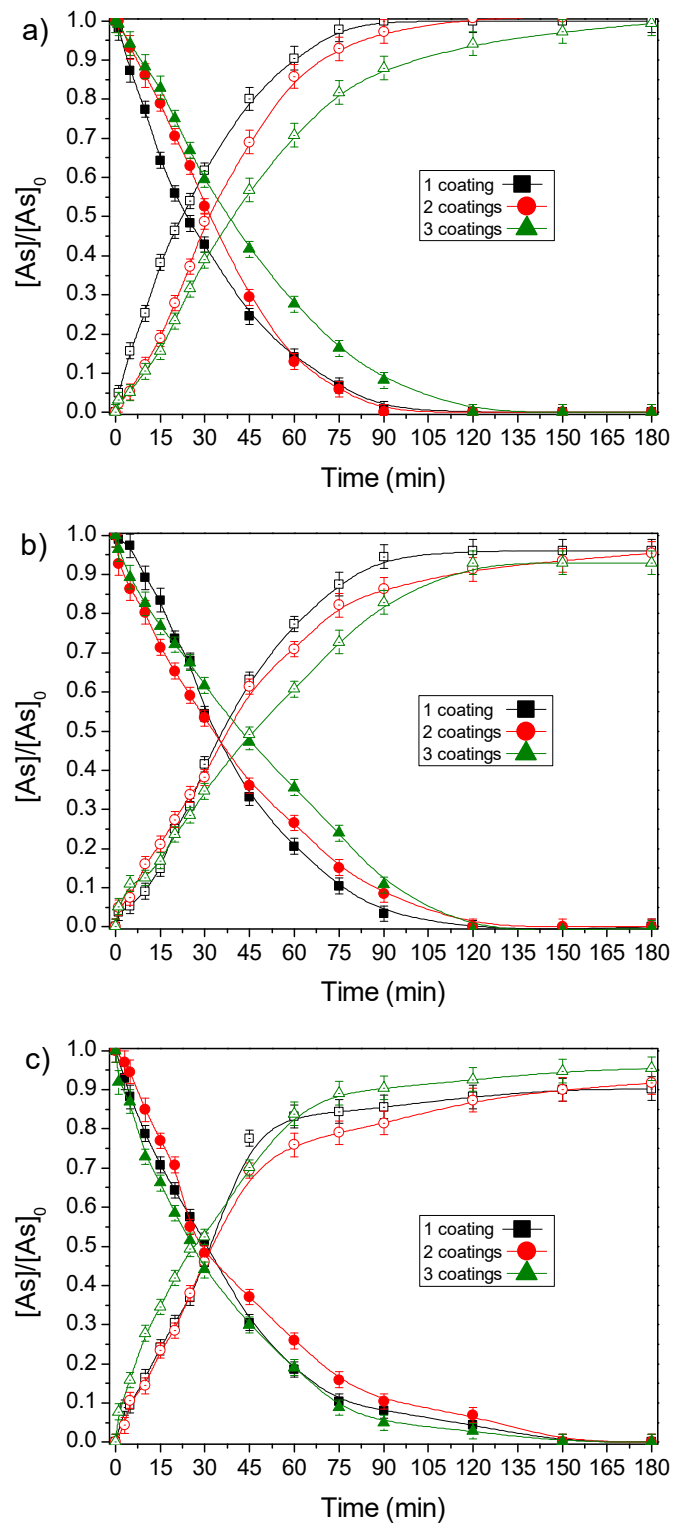 a)
1.0
0.9
0.8
0.7
0.6
0.5
0.4
0.3
0.2
0.1
0.0
[As]/[As]0
1 coating
2 coatings
3 coatings
0 15 30 45 60 75 90 105 120 135 150 165 180
Time (min)
b)
1.0
0.9
0.8
0.7
0.6
0.5
0.4
0.3
0.2
0.1
0.0
[As]/[As]0
1 coating
2 coatings
3 coatings
0 15 30 45 60 75 90 105 120 135 150 165 180
Time (min)
c)
1.0
0.9
0.8
0.7
0.6
0.5
0.4
0.3
0.2
0.1
0.0
[As]/[As]0
1 coating
2 coatings
3 coatings
0 15 30 45 60 75 90 105 120 135 150 165 180
Time (min)